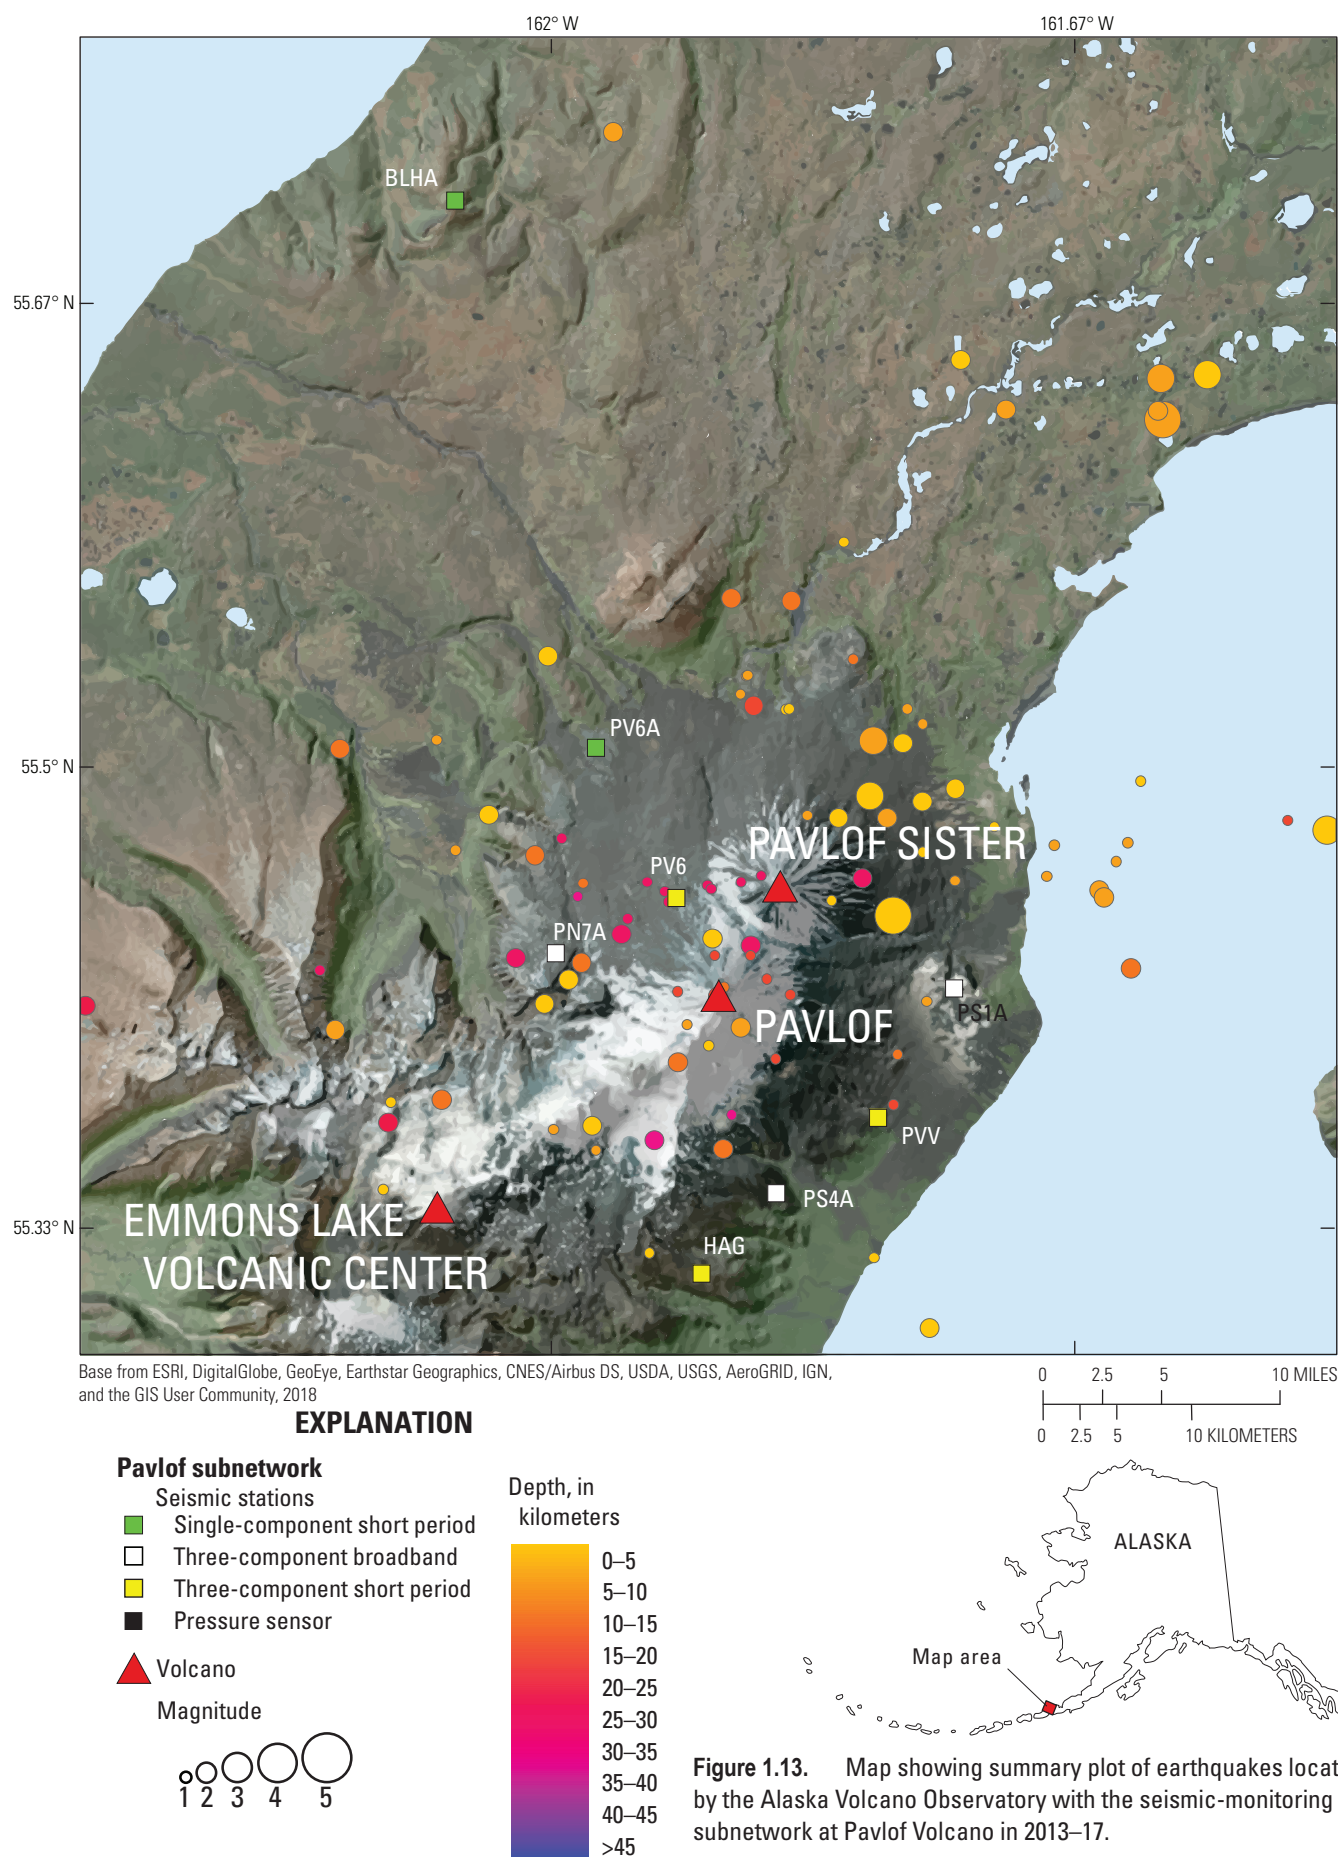 162° W
161.67° W
BLHA
55.67° N
PV6A
55.5° N
PAVLOF SISTER
PV6
PN7A
PS1A
PAVLOF
PVV
PS4A
EMMONS LAKE
VOLCANIC CENTER
55.33° N
HAG
Base from ESRI, DigitalGlobe, GeoEye, Earthstar Geographics, CNES/Airbus DS, USDA, USGS, AeroGRID, IGN,
and the GIS User Community, 2018
0 2.5 5 10 MILES
0 2.5 5 10 KILOMETERS
EXPLANATION
Pavlof subnetwork
Seismic stations
Single-component short period
Three-component broadband
Three-component short period
Pressure sensor
Volcano
Magnitude
1 2 3 4 5
Depth, in
kilometers
0–5
5–10
10–15
15–20
20–25
25–30
30–35
35–40
40–45
>45
ALASKA
Map area
Figure 1.13. Map showing summary plot of earthquakes locat
by the Alaska Volcano Observatory with the seismic-monitoring
subnetwork at Pavlof Volcano in 2013–17.